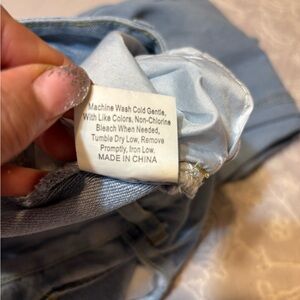 Machine Wash Cold Gentle,
With Like Colors, Non-Chlorine
Bleach When Needed,
Tumble Dry Low, Remove
Promptly, Iron Low.
MADE IN CHINA